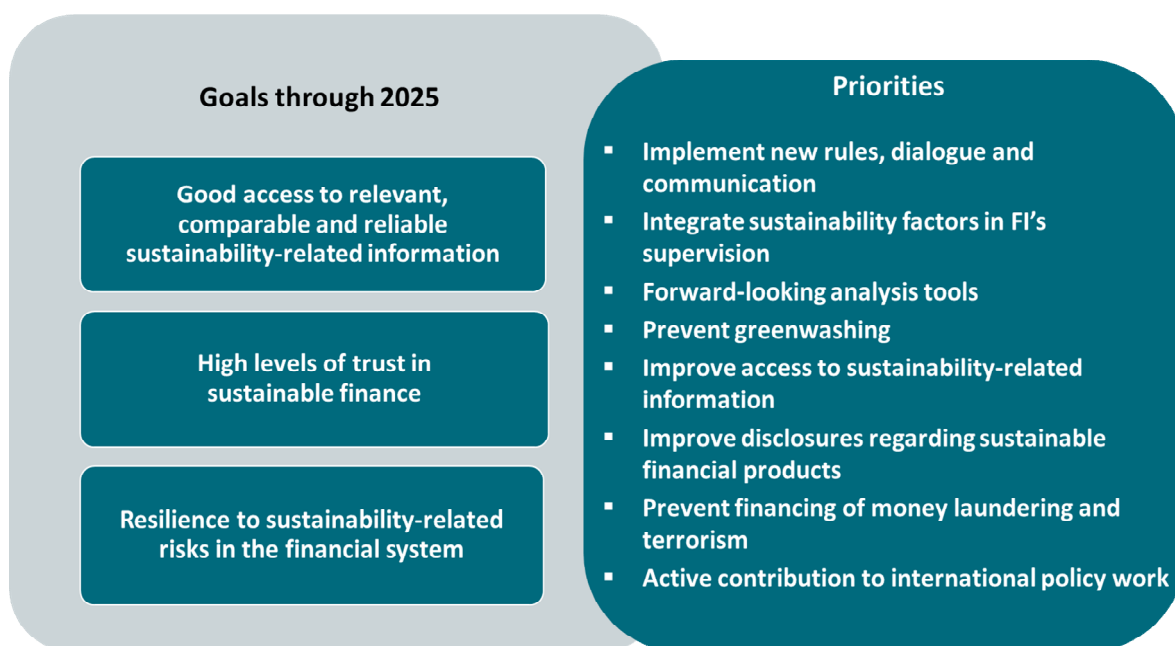 Goals through 2025
Good access to relevant,
comparable and reliable
sustainability-related information
High levels of trust in
sustainable finance
Resilience to sustainability-related
risks in the financial system
Priorities
▪ Implement new rules, dialogue and
communication
▪ Integrate sustainability factors in FI’s
supervision
▪ Forward-looking analysis tools
▪ Prevent greenwashing
▪ Improve access to sustainability-related
information
▪ Improve disclosures regarding sustainable
financial products
▪ Prevent financing of money laundering and
terrorism
▪ Active contribution to international policy work